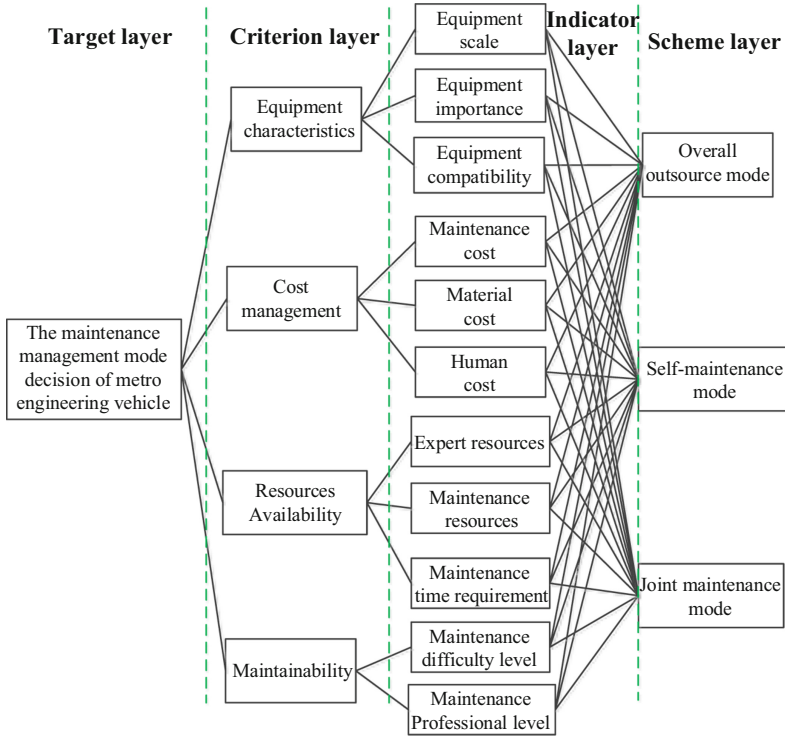 Target layer
Criterion layer
Indicator
layer
Scheme layer
The maintenance
management mode
decision of metro
engineering vehicle
Equipment
characteristics
Cost
management
Resources
Availability
Maintainability
Equipment
scale
Equipment
importance
Equipment
compatibility
Maintenance
cost
Material
cost
Human
cost
Expert resources
Maintenance
resources
Maintenance
time requirement
Maintenance
difficulty level
Maintenance
Professional level
Overall
outsource mode
Self-maintenance
mode
Joint maintenance
mode